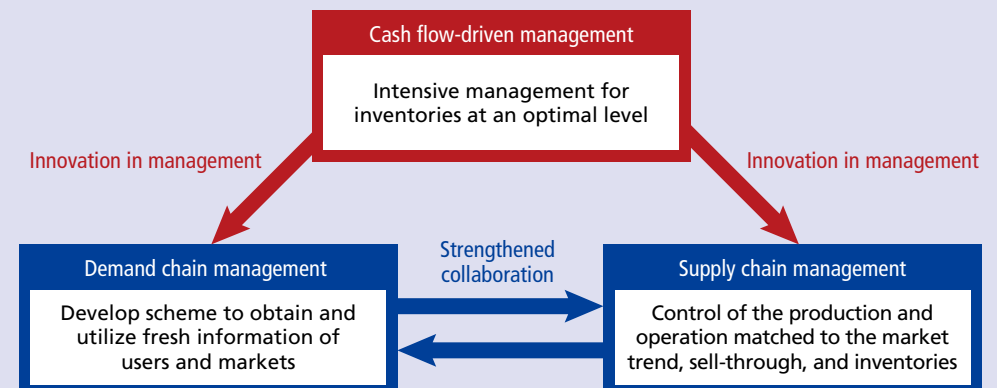 Cash flow-driven management
Intensive management for
inventories at an optimal level
Innovation in management
Innovation in management
Strengthened
collaboration
Demand chain management
Develop scheme to obtain and
utilize fresh information of
users and markets
Supply chain management
Control of the production and
operation matched to the market
trend, sell-through, and inventories